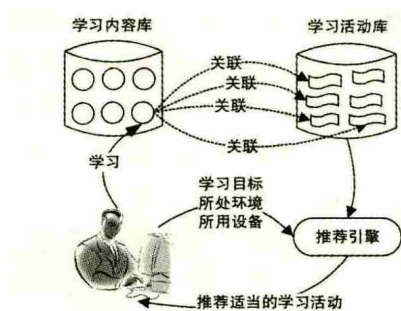 学习内容库
学习活动库
关联
关联
关联
关联
学习
学习目标
所处环境
所用设备
推荐引擎
推荐适当的学习活动